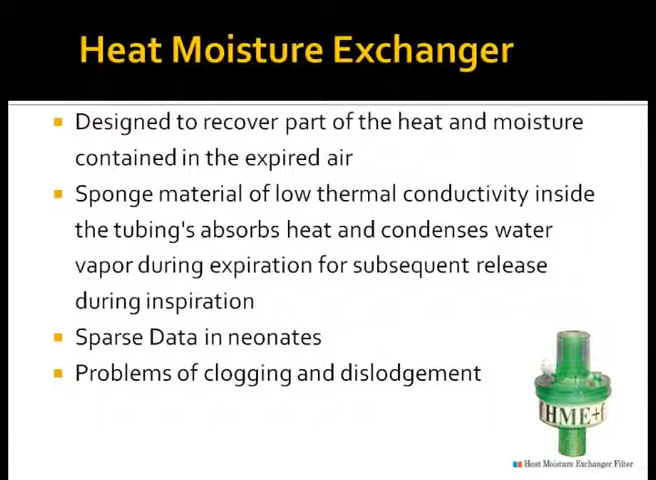 Heat Moisture Exchanger
Designed to recover part of the heat and moisture
contained in the expired air
Sponge material of low thermal conductivity inside
the tubing's absorbs heat and condenses water
vapor during expiration for subsequent release
during inspiration
Sparse Data in neonates
Problems of clogging and dislodgement
HME+
Heat Moisture Exchanger Filter